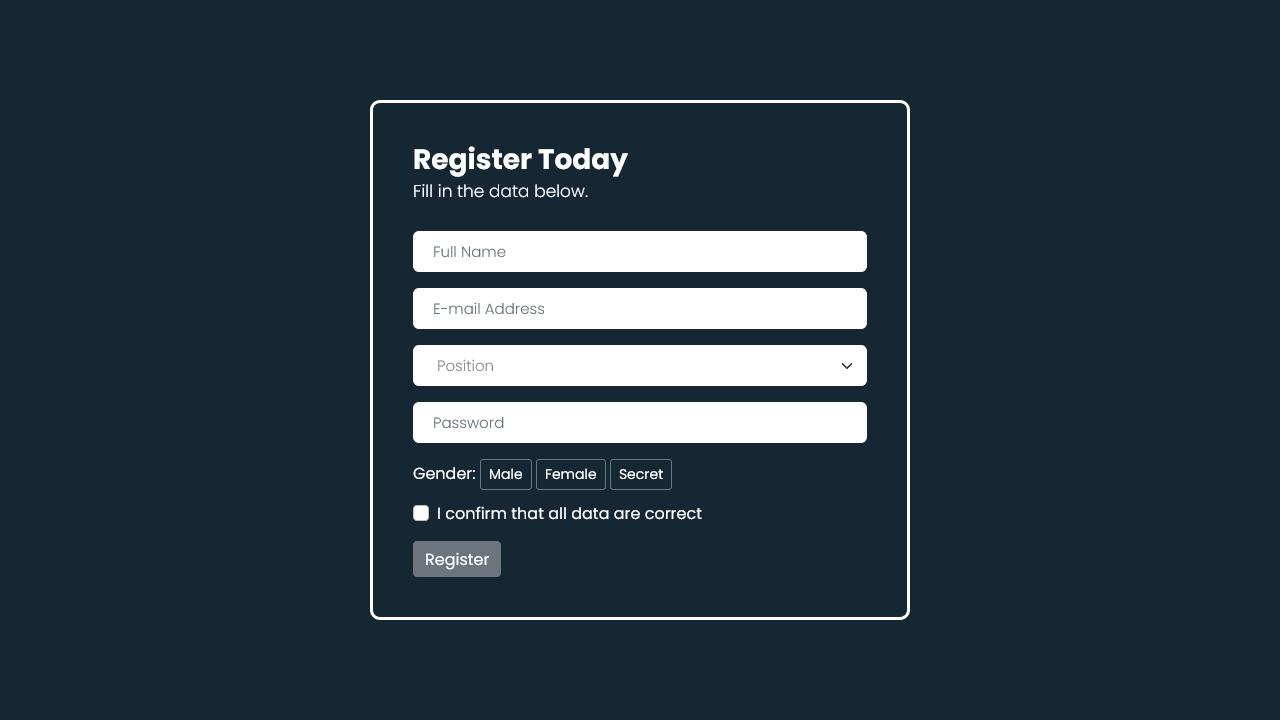 Register Today
Fill in the data below.
Full Name
E-mail Address
Position
Password
Gender: Male Female Secret
I confirm that all data are correct
Register